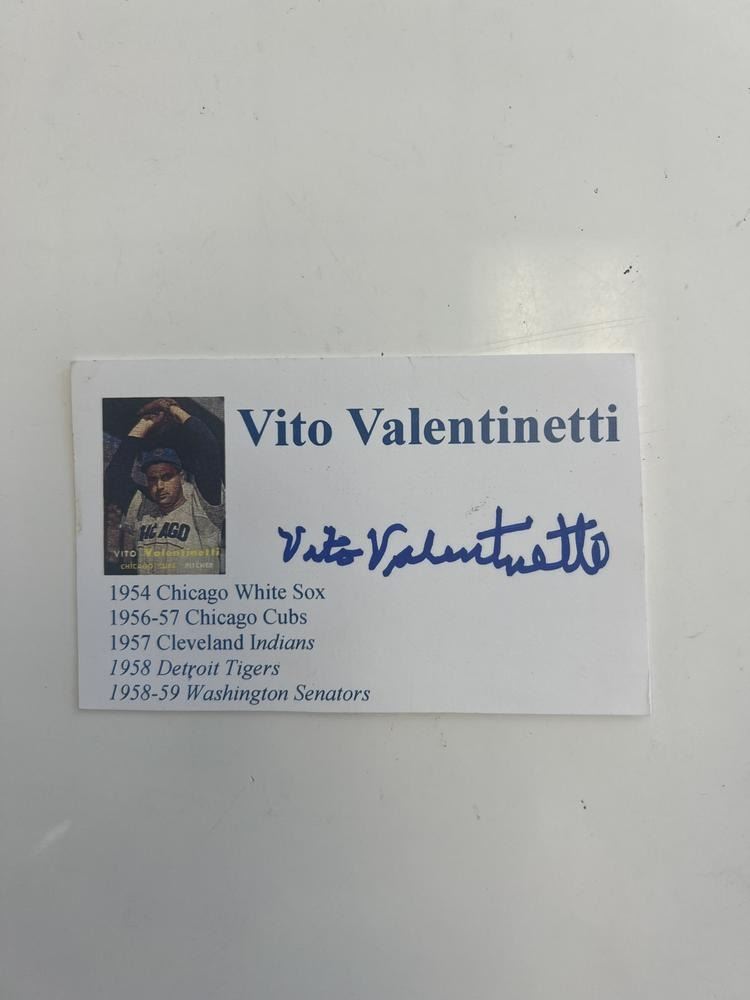 Vito Valentinetti
CHICAGO
VITO Valentinetti
CHICAGO CUBS PITCHER
Vito Valentinetti
1954 Chicago White Sox
1956-57 Chicago Cubs
1957 Cleveland Indians
1958 Detroit Tigers
1958-59 Washington Senators